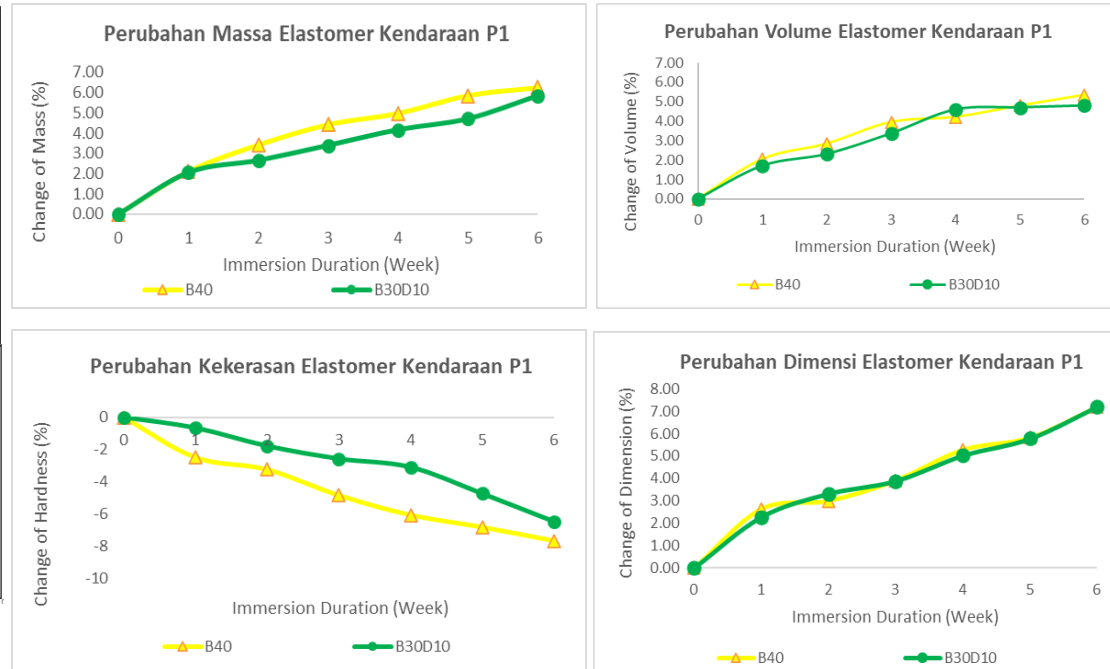 Perubahan Massa Elastomer Kendaraan P1
Change of Mass (%)
7.00
6.00
5.00
4.00
3.00
2.00
1.00
0.00
0 1 2 3 4 5 6
Immersion Duration (Week)
B40 B30D10
Perubahan Volume Elastomer Kendaraan P1
Change of Volume (%)
7.00
6.00
5.00
4.00
3.00
2.00
1.00
0.00
0 1 2 3 4 5 6
Immersion Duration (Week)
B40 B30D10
Perubahan Kekerasan Elastomer Kendaraan P1
Change of Hardness (%)
0
0 1 2 3 4 5 6
-2
-4
-6
-8
-10
Immersion Duration (Week)
B40 B30D10
Perubahan Dimensi Elastomer Kendaraan P1
Change of Dimension (%)
8.00
7.00
6.00
5.00
4.00
3.00
2.00
1.00
0.00
0 1 2 3 4 5 6
Immersion Duration (Week)
B40 B30D10